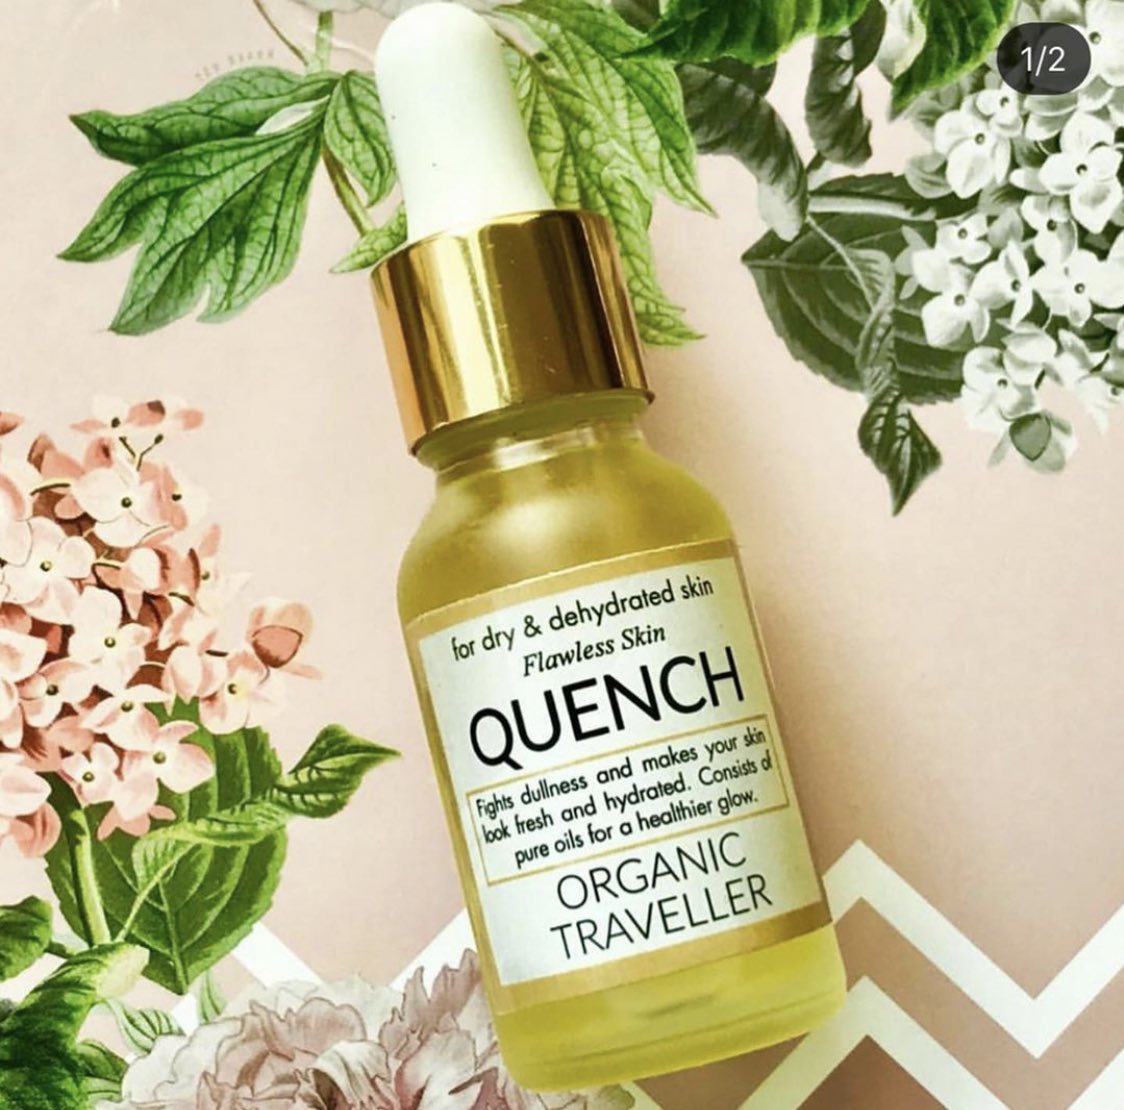 1/2
for dry & dehydrated skin
Flawless Skin
QUENCH
Fights dullness and makes your skin
look fresh and hydrated. Consists of
pure oils for a healthier glow.
ORGANIC
TRAVELLER